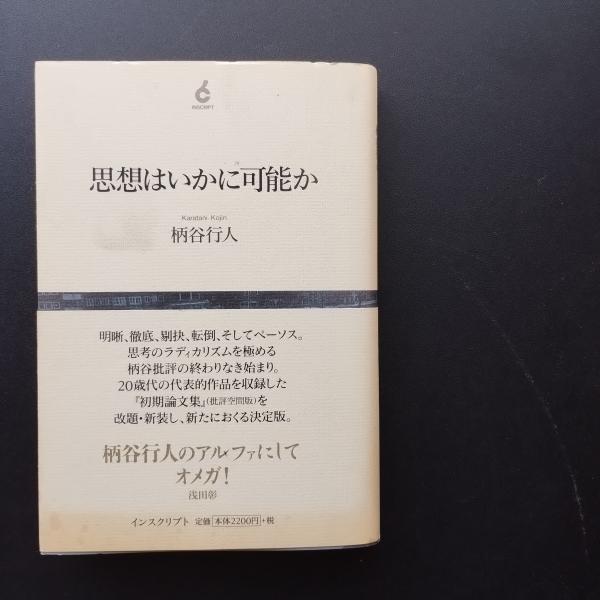 INSCRIPT
思想はいかに可能か
Karatani Kojin
柄谷行人
明晰、徹底、剔抉、転倒、そしてペーソス。
思考のラディカリズムを極める
柄谷批評の終わりなき始まり。
20歳代の代表的作品を収録した
『初期論文集』(批評空間版)を
改題・新装し、新たにおくる決定版。
柄谷行人のアルファにして
オメガ!
浅田彰
インスクリプト 定価 本体2200円+税